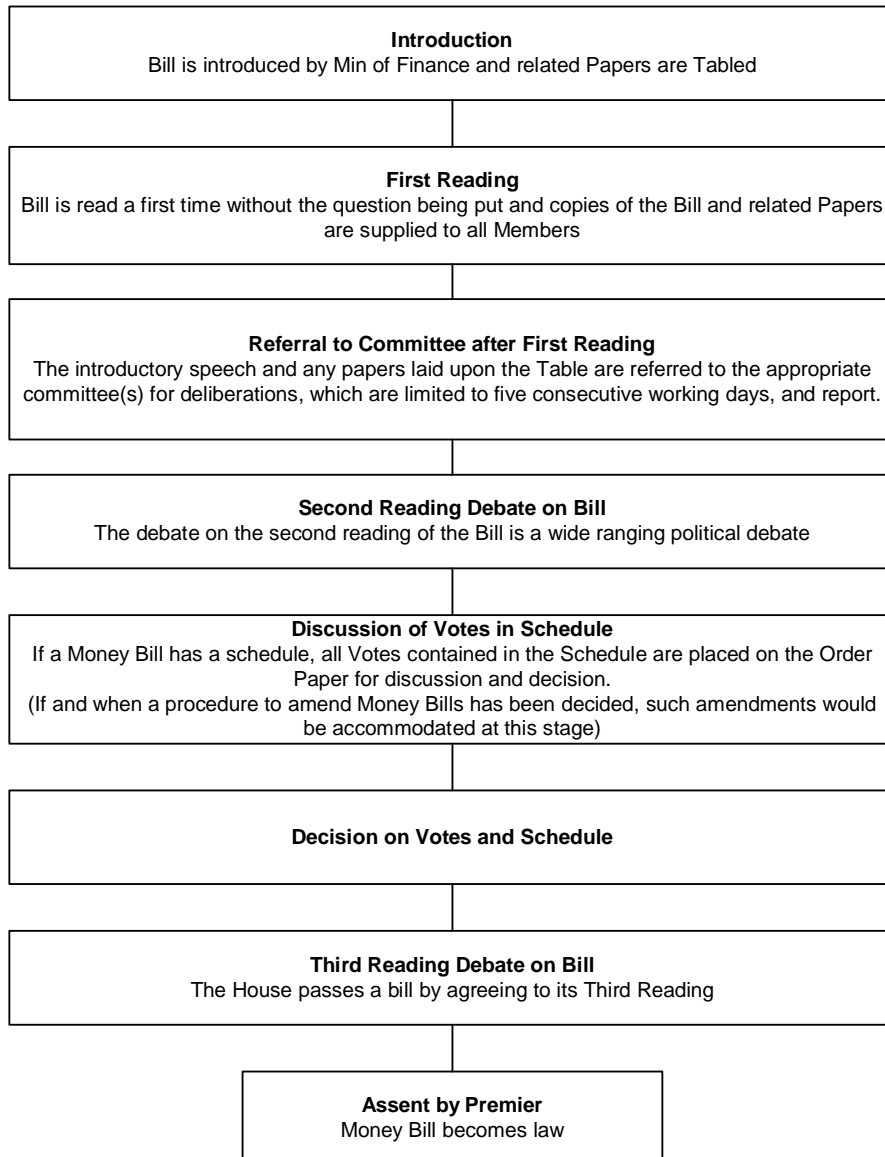 Introduction
Bill is introduced by Min of Finance and related Papers are Tabled
First Reading
Bill is read a first time without the question being put and copies of the Bill and related Papers
are supplied to all Members
Referral to Committee after First Reading
The introductory speech and any papers laid upon the Table are referred to the appropriate
committee(s) for deliberations, which are limited to five consecutive working days, and report.
Second Reading Debate on Bill
The debate on the second reading of the Bill is a wide ranging political debate
Discussion of Votes in Schedule
If a Money Bill has a schedule, all Votes contained in the Schedule are placed on the Order
Paper for discussion and decision.
(If and when a procedure to amend Money Bills has been decided, such amendments would
be accommodated at this stage)
Decision on Votes and Schedule
Third Reading Debate on Bill
The House passes a bill by agreeing to its Third Reading
Assent by Premier
Money Bill becomes law